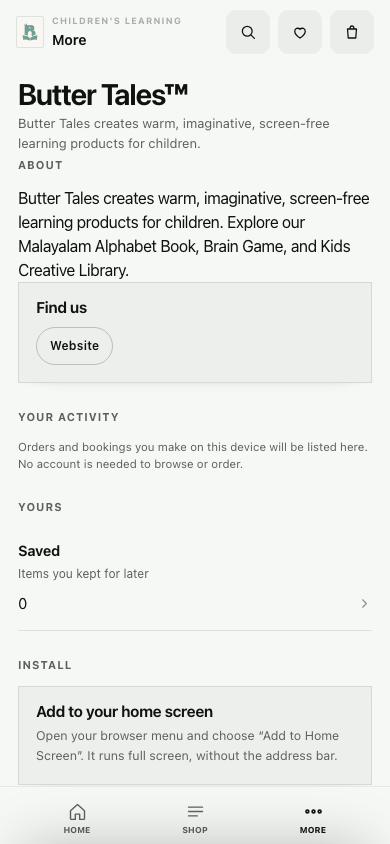 CHILDREN'S LEARNING
More
Butter Tales™
Butter Tales creates warm, imaginative, screen-free
learning products for children.
ABOUT
Butter Tales creates warm, imaginative, screen-free
learning products for children. Explore our
Malayalam Alphabet Book, Brain Game, and Kids
Creative Library.
Find us
Website
YOUR ACTIVITY
Orders and bookings you make on this device will be listed here.
No account is needed to browse or order.
YOURS
Saved
Items you kept for later
0
INSTALL
Add to your home screen
Open your browser menu and choose “Add to Home
Screen”. It runs full screen, without the address bar.
HOME
SHOP
MORE